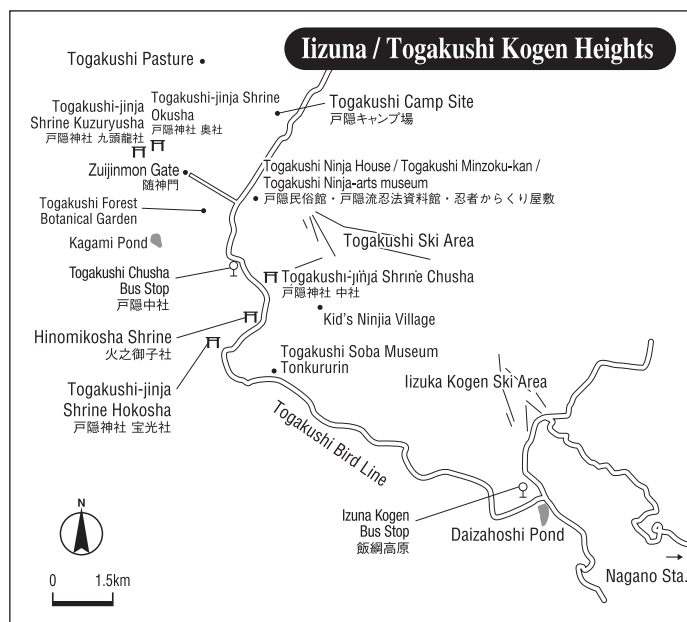 Iizuna / Togakushi Kogen Heights
Togakushi Pasture
Togakushi-jinja
Shrine Kuzuryusha
戸隠神社 九頭龍社
Togakushi-jinja Shrine
Okusha
戸隠神社 奥社
Togakushi Camp Site
戸隠キャンプ場
Zuijinmon Gate
随神門
Togakushi Ninja House / Togakushi Minzoku-kan /
Togakushi Ninja-arts museum
戸隠民俗館・戸隠流忍法資料館・忍者からくり屋敷
Togakushi Forest
Botanical Garden
Kagami Pond
Togakushi Ski Area
Togakushi Chusha
Bus Stop
戸隠中社
Togakushi-jinja Shrine Chusha
戸隠神社 中社
Kid's Ninjia Village
Hinomikosha Shrine
火之御子社
Togakushi Soba Museum
Tonkururin
Togakushi-jinja
Shrine Hokosha
戸隠神社 宝光社
Iizuka Kogen Ski Area
Togakushi Bird Line
Izuna Kogen
Bus Stop
飯綱高原
Daizahoshi Pond
Nagano Sta.
N
0 1.5km